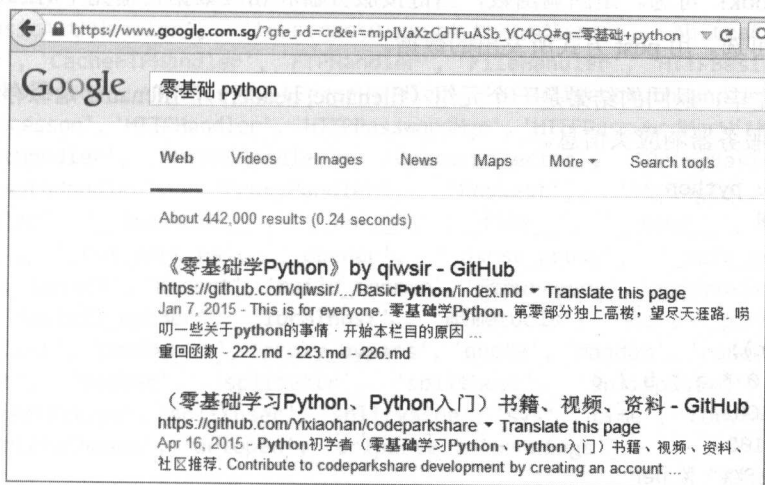 https://www.google.com.sg/?gfe_rd=cr&ei=mjpIVaXzCdTFuASb_YC4CQ#q=零基础+python
Google
零基础 python
Web Videos Images News Maps More Search tools
About 442,000 results (0.24 seconds)
《零基础学Python》by qiwsir - GitHub
https://github.com/qiwsir/.../BasicPython/index.md Translate this page
Jan 7, 2015 - This is for everyone. 零基础学Python. 第零部分独上高楼，望尽天涯路. 唠
叨一些关于python的事情 · 开始本栏目的原因 ...
重回函数 - 222.md - 223.md - 226.md
（零基础学习Python、Python入门）书籍、视频、资料 - GitHub
https://github.com/Yixiaohan/codeparkshare Translate this page
Apr 16, 2015 - Python初学者（零基础学习Python、Python入门）书籍、视频、资料、
社区推荐. Contribute to codeparkshare development by creating an account ...